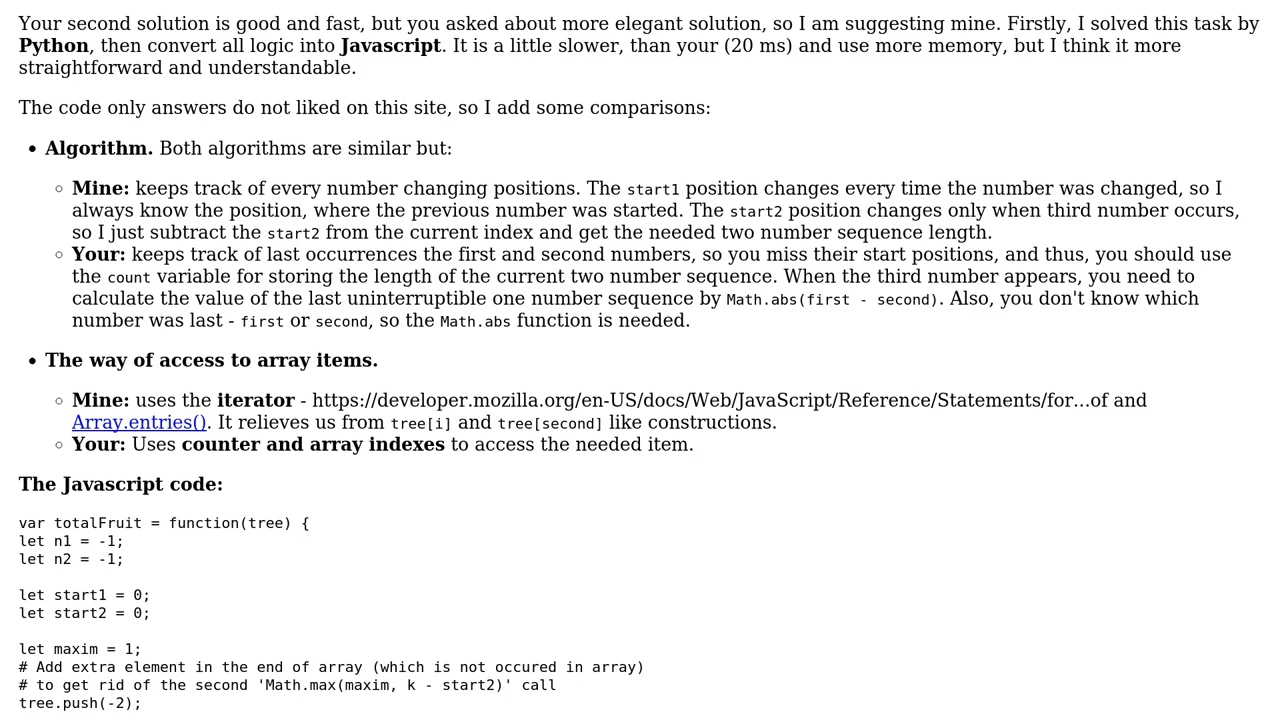 Your second solution is good and fast, but you asked about more elegant solution, so I am suggesting mine. Firstly, I solved this task by
Python, then convert all logic into Javascript. It is a little slower, than your (20 ms) and use more memory, but I think it more
straightforward and understandable.
The code only answers do not liked on this site, so I add some comparisons:
• Algorithm. Both algorithms are similar but:
◦ Mine: keeps track of every number changing positions. The start1 position changes every time the number was changed, so I
always know the position, where the previous number was started. The start2 position changes only when third number occurs,
so I just subtract the start2 from the current index and get the needed two number sequence length.
◦ Your: keeps track of last occurrences the first and second numbers, so you miss their start positions, and thus, you should use
the count variable for storing the length of the current two number sequence. When the third number appears, you need to
calculate the value of the last uninterruptible one number sequence by Math.abs(first - second). Also, you don't know which
number was last - first or second, so the Math.abs function is needed.
• The way of access to array items.
◦ Mine: uses the iterator - https://developer.mozilla.org/en-US/docs/Web/JavaScript/Reference/Statements/for...of and
Array.entries(). It relieves us from tree[i] and tree[second] like constructions.
◦ Your: Uses counter and array indexes to access the needed item.
The Javascript code:
var totalFruit = function(tree) {
let n1 = -1;
let n2 = -1;
let start1 = 0;
let start2 = 0;
let maxim = 1;
# Add extra element in the end of array (which is not occured in array)
# to get rid of the second 'Math.max(maxim, k - start2)' call
tree.push(-2);